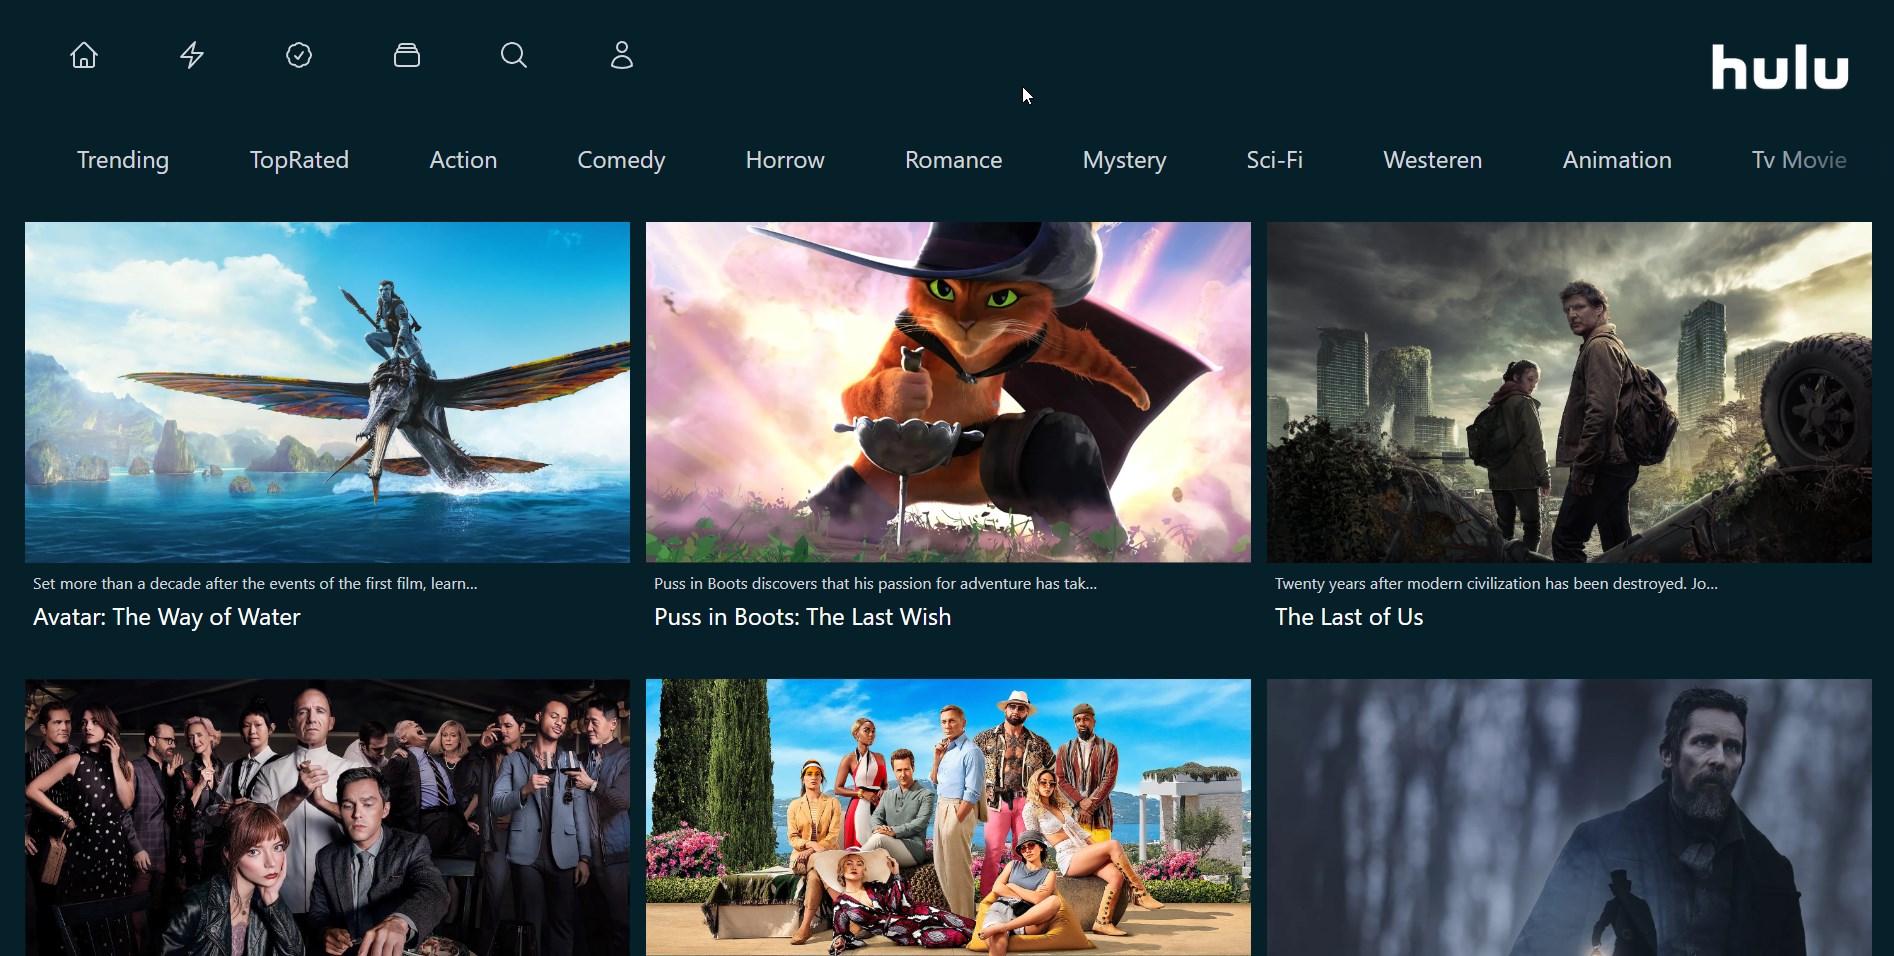 hulu
Trending TopRated Action Comedy Horrow Romance Mystery Sci-Fi Westeren Animation Tv Movie
Set more than a decade after the events of the first film, learn...
Avatar: The Way of Water
Puss in Boots discovers that his passion for adventure has tak...
Puss in Boots: The Last Wish
Twenty years after modern civilization has been destroyed. Jo...
The Last of Us